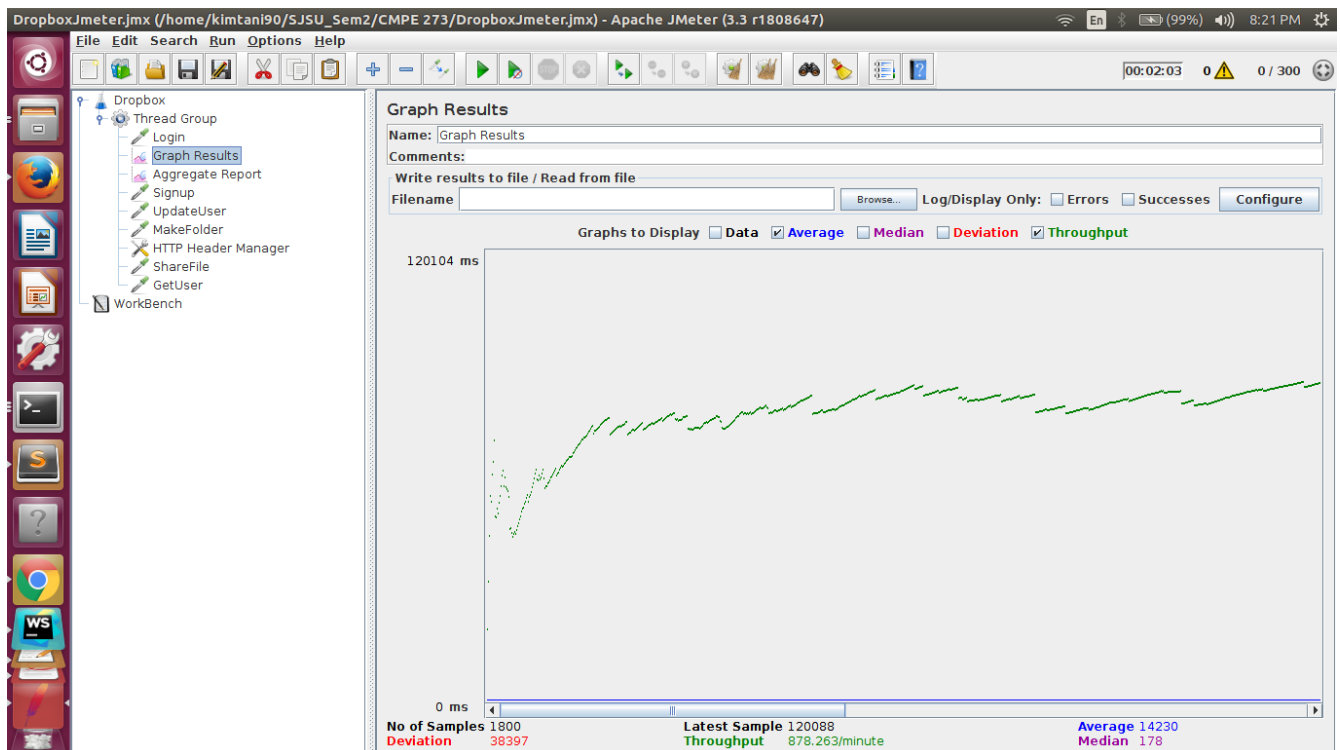 DropboxJmeter.jmx (/home/kimtani90/SJSU_Sem2/CMPE 273/DropboxJmeter.jmx) - Apache JMeter (3.3 r1808647)
En
(99%)
8:21 PM
File Edit Search Run Options Help
00:02:03
0
0 / 300
Dropbox
Thread Group
Login
Graph Results
Aggregate Report
Signup
UpdateUser
MakeFolder
HTTP Header Manager
ShareFile
GetUser
WorkBench
Graph Results
Name: Graph Results
Comments:
Write results to file / Read from file
Filename
Browse...
Log/Display Only: Errors Successes
Configure
Graphs to Display Data Average Median Deviation Throughput
120104 ms
0 ms
No of Samples 1800
Latest Sample 120088
Average 14230
Deviation 38397
Throughput 878.263/minute
Median 178
>_
S
?
WS